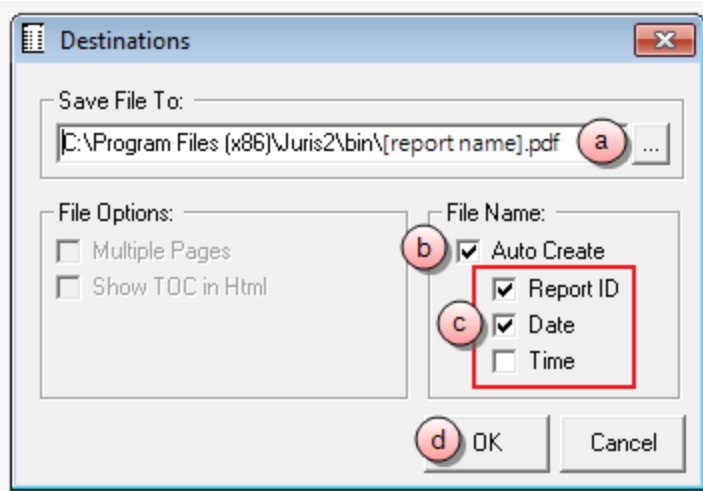 Destinations
Save File To:
C:\Program Files (x86)\Juris2\bin\[report name].pdf
a
...
File Options:
Multiple Pages
Show TOC in Html
File Name:
b
Auto Create
Report ID
c
Date
Time
d
OK
Cancel